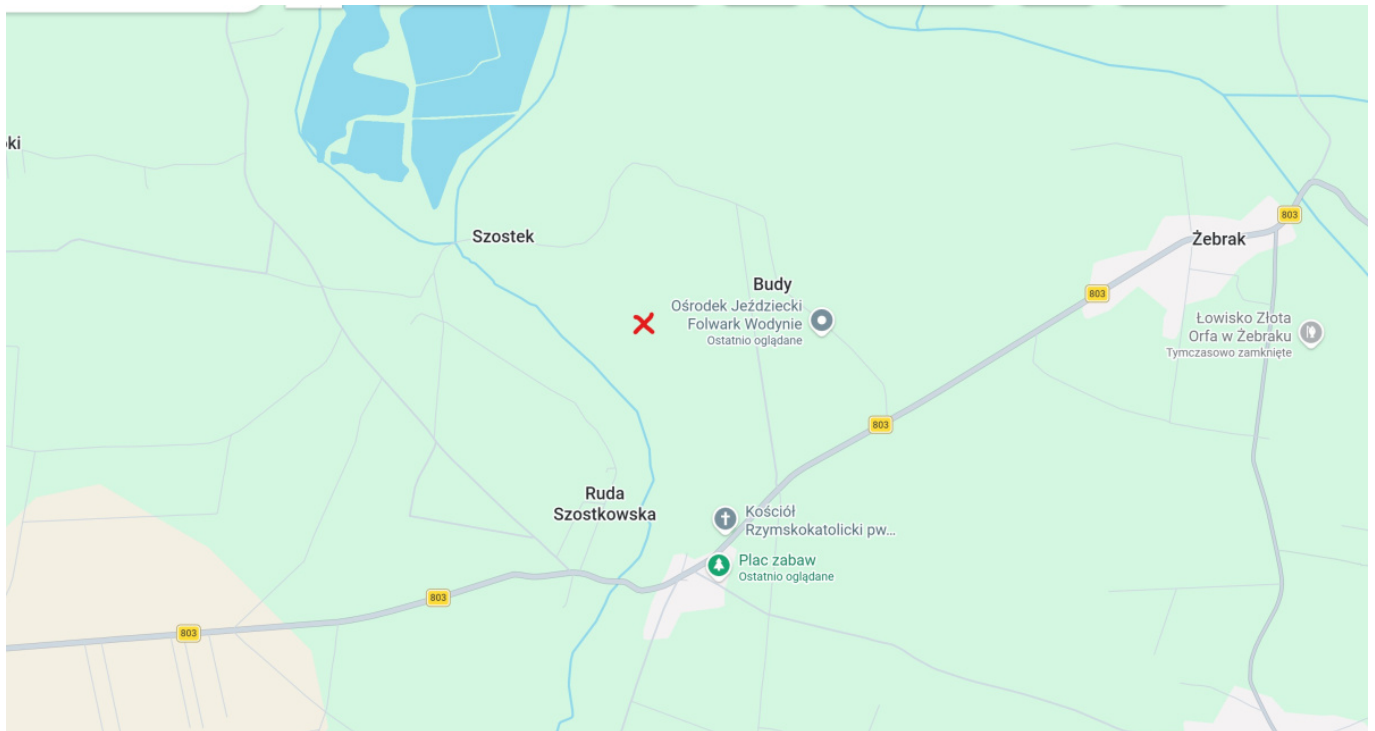 ki
Szostek
803
Żebrak
Budy
803
Ośrodek Jeździecki
Folwark Wodynie
Ostatnio oglądane
Łowisko Złota
Orfa w Żebraku
Tymczasowo zamknięte
803
Ruda
Szostkowska
Kościół
Rzymskokatolicki pw...
Plac zabaw
Ostatnio oglądane
803
803